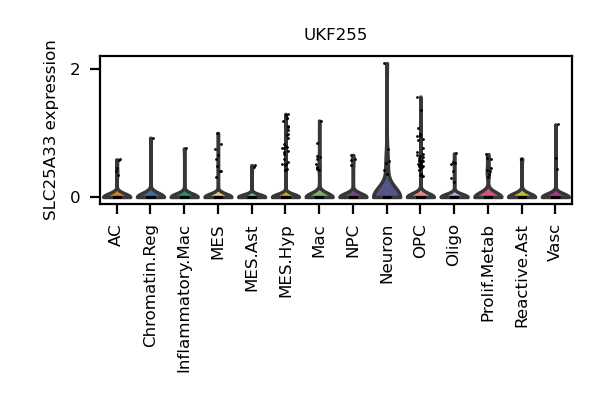 UKF255
SLC25A33 expression
2
0
AC
Chromatin.Reg
Inflammatory.Mac
MES
MES.Ast
MES.Hyp
Mac
NPC
Neuron
OPC
Oligo
Prolif.Metab
Reactive.Ast
Vasc